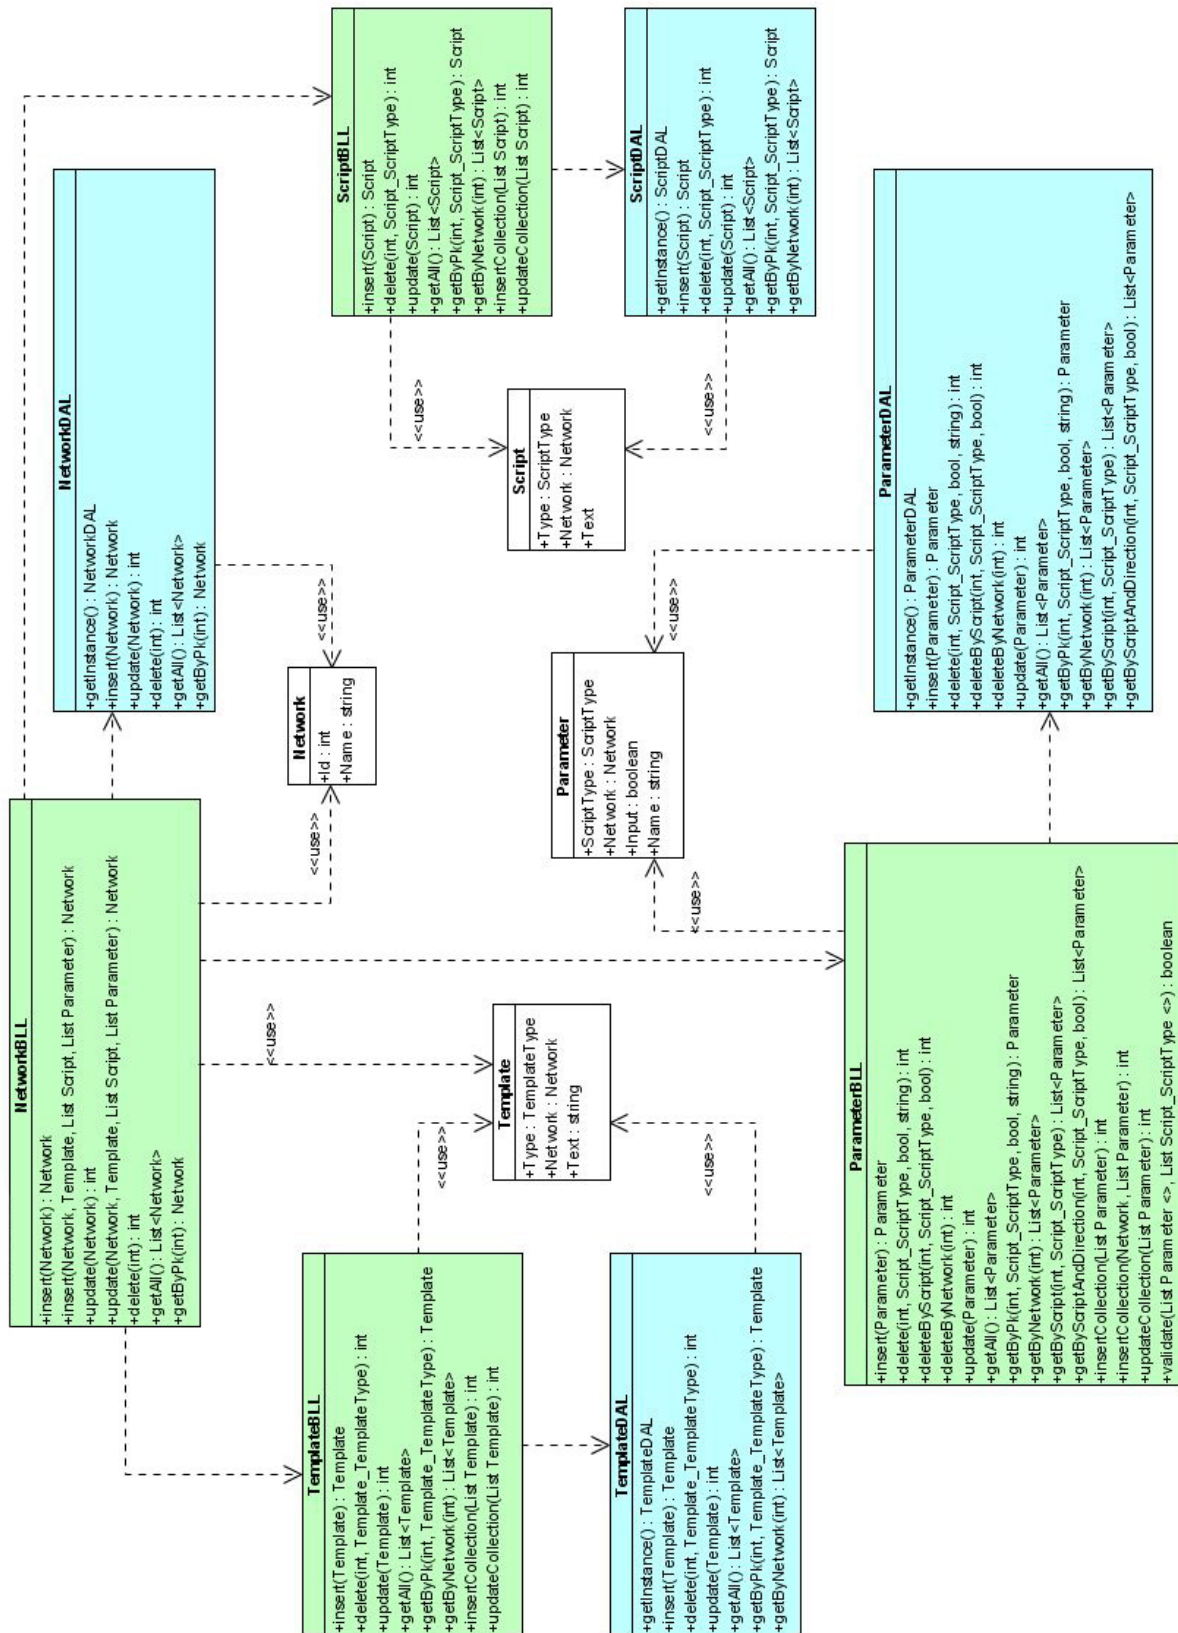 NetworkBLL
+insert(Network) : Network
+insert(Network, Template, List Script, List Parameter) : Network
+update(Network) : int
+update(Network, Template, List Script, List Parameter) : Network
+delete(int) : int
+getAll() : List<Network>
+getByPk(int) : Network
NetworkDAL
+getInstance() : NetworkDAL
+insert(Network) : Network
+update(Network) : int
+delete(int) : int
+getAll() : List<Network>
+getByPk(int) : Network
<<use>>
<<use>>
<<use>>
Network
+Id : int
+Name : string
TemplateBLL
+insert(Template) : Template
+delete(int, Template_TemplateType) : int
+update(Template) : int
+getAll() : List<Template>
+getByPk(int, Template_TemplateType) : Template
+getByNetwork(int) : List<Template>
+insertCollection(List Template) : int
+updateCollection(List Template) : int
<<use>>
Template
+Type : TemplateType
+Network : Network
+Text : string
<<use>>
TemplateDAL
+getInstance() : TemplateDAL
+insert(Template) : Template
+delete(int, Template_TemplateType) : int
+update(Template) : int
+getAll() : List<Template>
+getByPk(int, Template_TemplateType) : Template
+getByNetwork(int) : List<Template>
ScriptBLL
+insert(Script) : Script
+delete(int, Script_ScriptType) : int
+update(Script) : int
+getAll() : List<Script>
+getByPk(int, Script_ScriptType) : Script
+getByNetwork(int) : List<Script>
+insertCollection(List Script) : int
+updateCollection(List Script) : int
<<use>>
Script
+Type : ScriptType
+Network : Network
+Text
<<use>>
ScriptDAL
+getInstance() : ScriptDAL
+insert(Script) : Script
+delete(int, Script_ScriptType) : int
+update(Script) : int
+getAll() : List<Script>
+getByPk(int, Script_ScriptType) : Script
+getByNetwork(int) : List<Script>
Parameter
+ScriptType : ScriptType
+Network : Network
+Input : boolean
+Name : string
<<use>>
<<use>>
ParameterBLL
+insert(Parameter) : Parameter
+delete(int, Script_ScriptType, bool, string) : int
+deleteByScript(int, Script_ScriptType, bool) : int
+deleteByNetwork(int) : int
+update(Parameter) : int
+getAll() : List<Parameter>
+getByPk(int, Script_ScriptType, bool, string) : Parameter
+getByNetwork(int) : List<Parameter>
+getByScript(int, Script_ScriptType) : List<Parameter>
+getByScriptAndDirection(int, Script_ScriptType, bool) : List<Parameter>
+insertCollection(List Parameter) : int
+insertCollection(Network, List Parameter) : int
+updateCollection(List Parameter) : int
+validate(List Parameter <>, List Script_ScriptType <>) : boolean
ParameterDAL
+getInstance() : ParameterDAL
+insert(Parameter) : Parameter
+delete(int, Script_ScriptType, bool, string) : int
+deleteByScript(int, Script_ScriptType, bool) : int
+deleteByNetwork(int) : int
+update(Parameter) : int
+getAll() : List<Parameter>
+getByPk(int, Script_ScriptType, bool, string) : Parameter
+getByNetwork(int) : List<Parameter>
+getByScript(int, Script_ScriptType) : List<Parameter>
+getByScriptAndDirection(int, Script_ScriptType, bool) : List<Parameter>